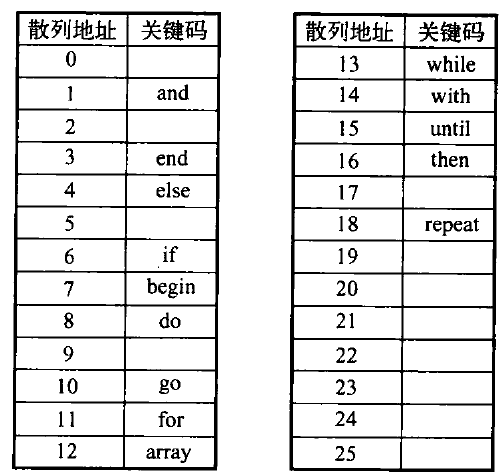 散列地址 关键码
0
1 and
2
3 end
4 else
5
6 if
7 begin
8 do
9
10 go
11 for
12 array
散列地址 关键码
13 while
14 with
15 until
16 then
17
18 repeat
19
20
21
22
23
24
25